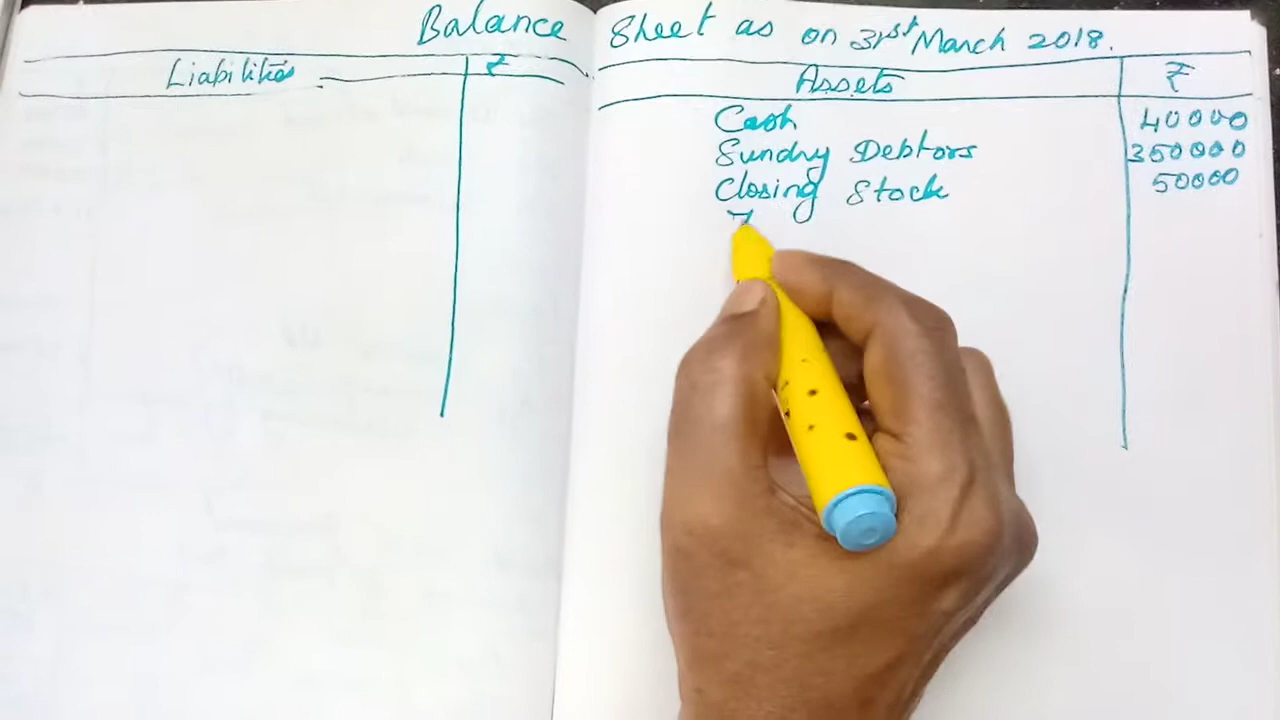 Balance Sheet as on 31st March 2018.
Liabilities ₹
Assets ₹
Cash 40000
Sundry Debtors 350000
Closing Stock 50000